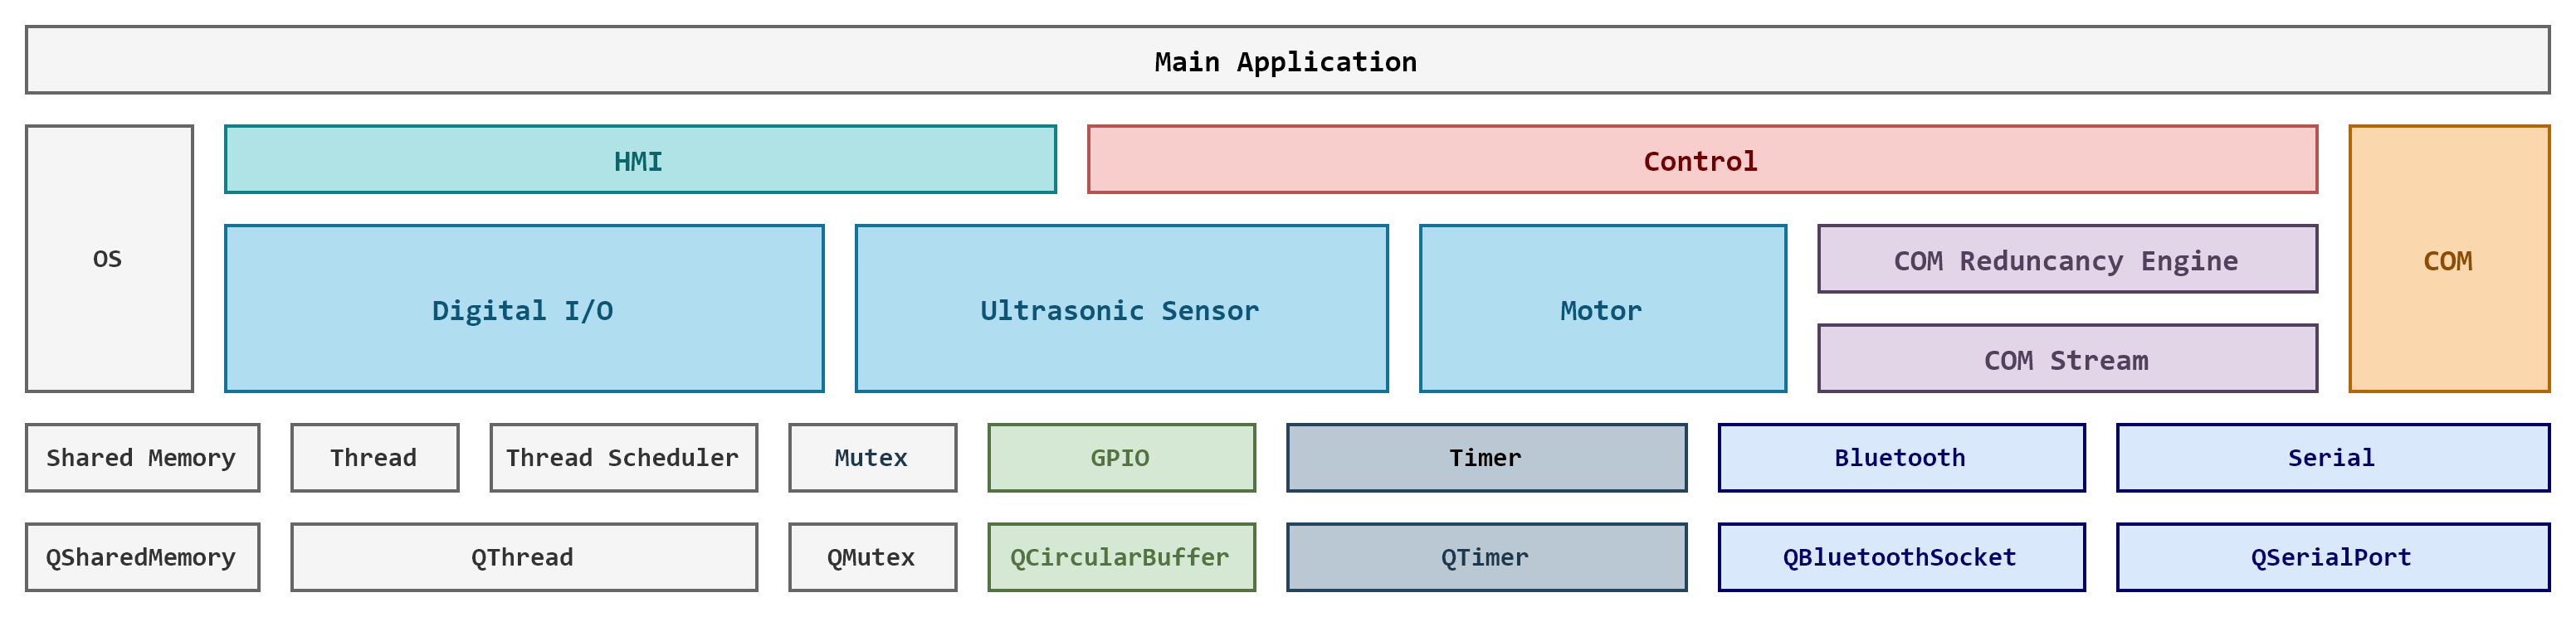 Main Application
HMI
Control
OS
COM
Digital I/O
Ultrasonic Sensor
Motor
COM Reduncancy Engine
COM Stream
Shared Memory
Thread
Thread Scheduler
Mutex
GPIO
Timer
Bluetooth
Serial
QSharedMemory
QThread
QMutex
QCircularBuffer
QTimer
QBluetoothSocket
QSerialPort